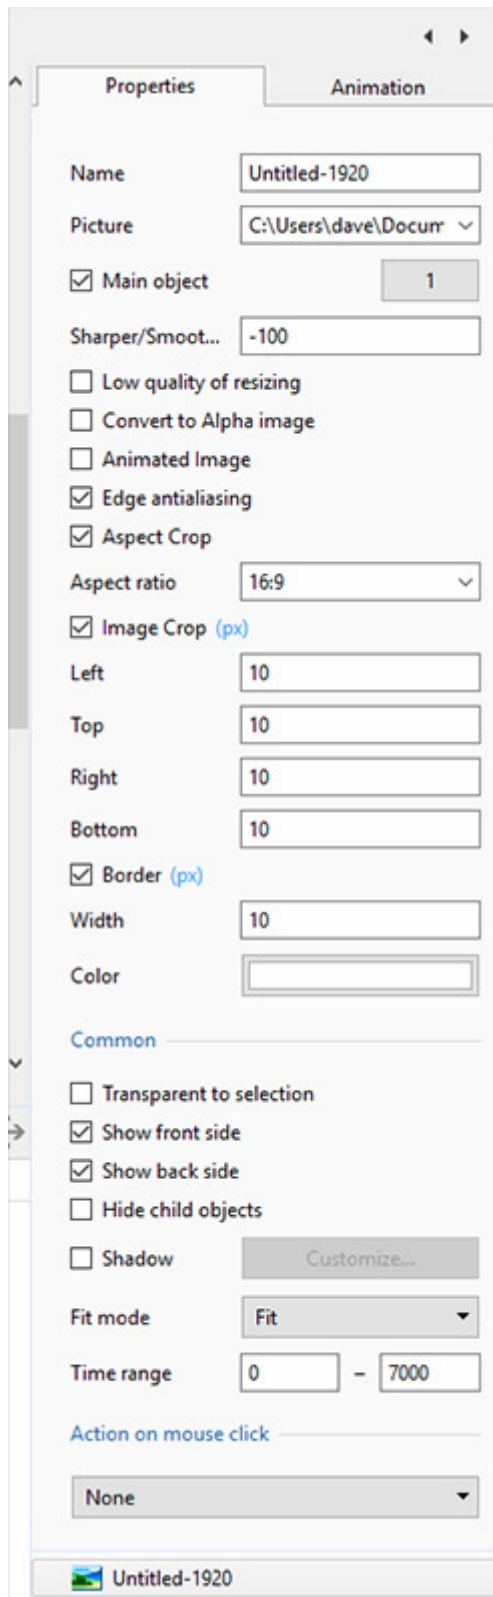 Properties Animation
Name Untitled-1920
Picture C:\Users\dave\Docum
Main object 1
Sharper/Smoot... -100
Low quality of resizing
Convert to Alpha image
Animated Image
Edge antialiasing
Aspect Crop
Aspect ratio 16:9
Image Crop (px)
Left 10
Top 10
Right 10
Bottom 10
Border (px)
Width 10
Color
Common
Transparent to selection
Show front side
Show back side
Hide child objects
Shadow Customize...
Fit mode Fit
Time range 0 – 7000
Action on mouse click
None
Untitled-1920